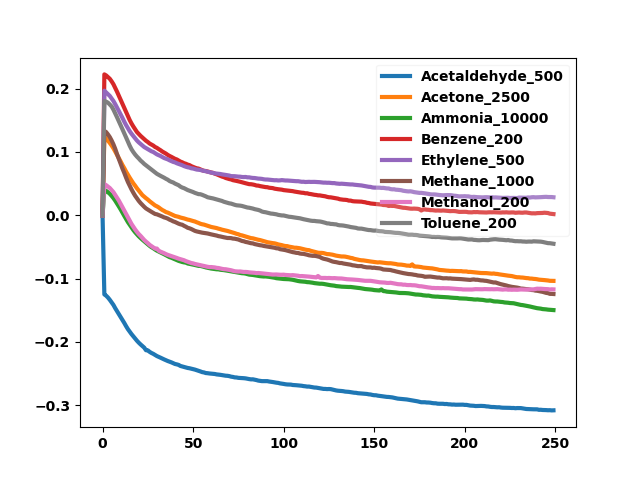 0.2
0.1
0.0
−0.1
−0.2
−0.3
0
50
100
150
200
250
Acetaldehyde_500
Acetone_2500
Ammonia_10000
Benzene_200
Ethylene_500
Methane_1000
Methanol_200
Toluene_200